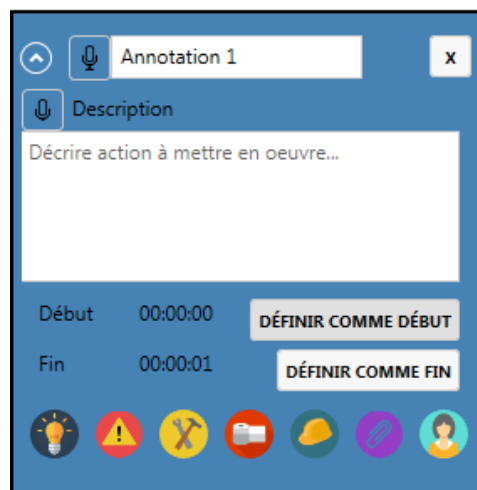 Annotation 1
x
Description
Décrire action à mettre en oeuvre...
Début 00:00:00 DÉFINIR COMME DÉBUT
Fin 00:00:01 DÉFINIR COMME FIN